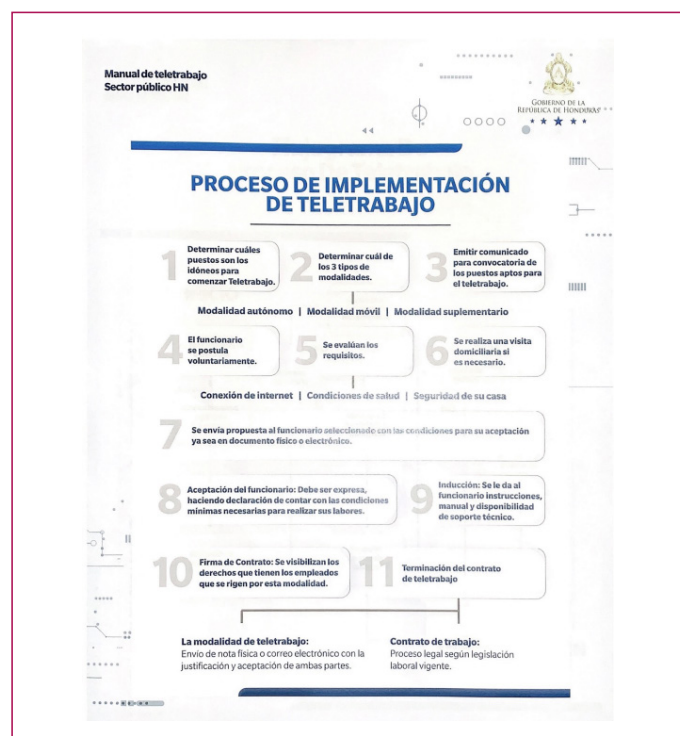 Manual de teletrabajo
Sector público HN
GOBIERNO DE LA
REPÚBLICA DE HONDURAS
PROCESO DE IMPLEMENTACIÓN
DE TELETRABAJO
1
Determinar cuáles
puestos son los
idóneos para
comenzar Teletrabajo.
2
Determinar cuál de
los 3 tipos de
modalidades.
3
Emitir comunicado
para convocatoria de
los puestos aptos para
el teletrabajo.
Modalidad autónomo | Modalidad móvil | Modalidad suplementario
4
El funcionario
se postula
voluntariamente.
5
Se evalúan los
requisitos.
6
Se realiza una visita
domiciliaria si
es necesario.
Conexión de internet | Condiciones de salud | Seguridad de su casa
7
Se envía propuesta al funcionario seleccionado con las condiciones para su aceptación
ya sea en documento físico o electrónico.
8
Aceptación del funcionario: Debe ser expresa,
haciendo declaración de contar con las condiciones
mínimas necesarias para realizar sus labores.
9
Inducción: Se le da al
funcionario instrucciones,
manual y disponibilidad
de soporte técnico.
10
Firma de Contrato: Se visibilizan los
derechos que tienen los empleados
que se rigen por esta modalidad.
11
Terminación del contrato
de teletrabajo
La modalidad de teletrabajo:
Envío de nota física o correo electrónico con la
justificación y aceptación de ambas partes.
Contrato de trabajo:
Proceso legal según legislación
laboral vigente.